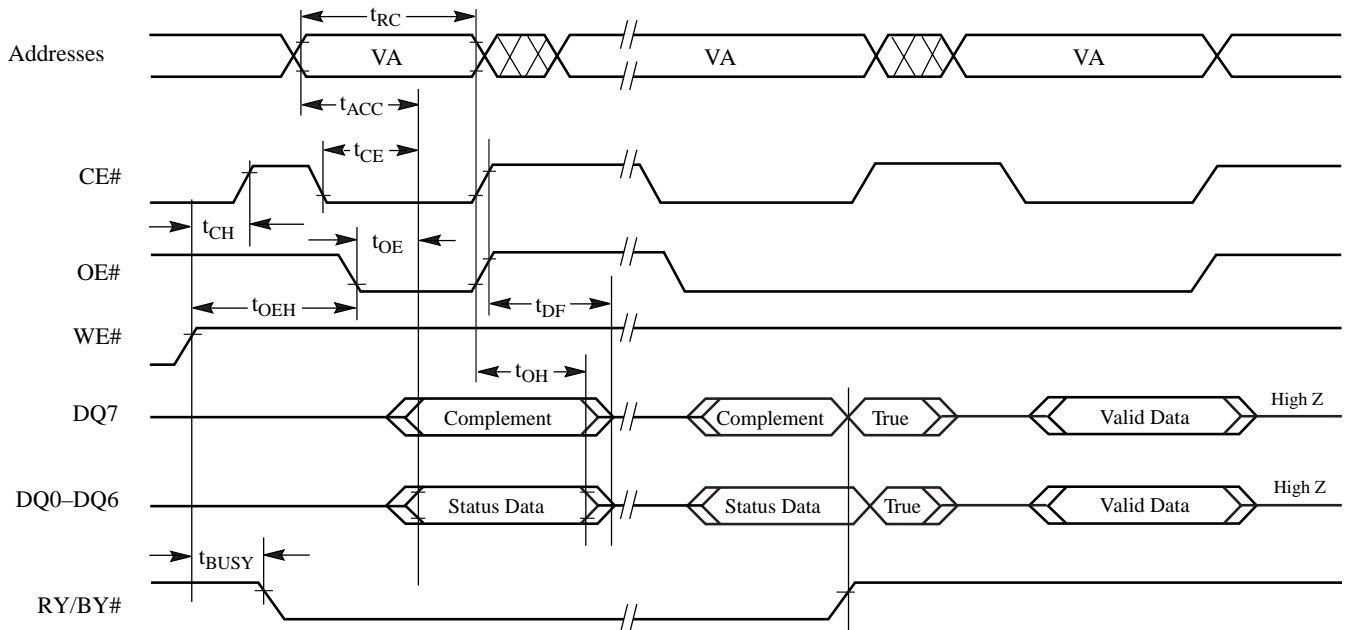 tRC
Addresses VA VA VA
tACC
tCE
CE#
tCH tOE
OE#
tOEH tDF
WE#
tOH
DQ7 Complement Complement True Valid Data High Z
DQ0–DQ6 Status Data Status Data True Valid Data High Z
tBUSY
RY/BY#